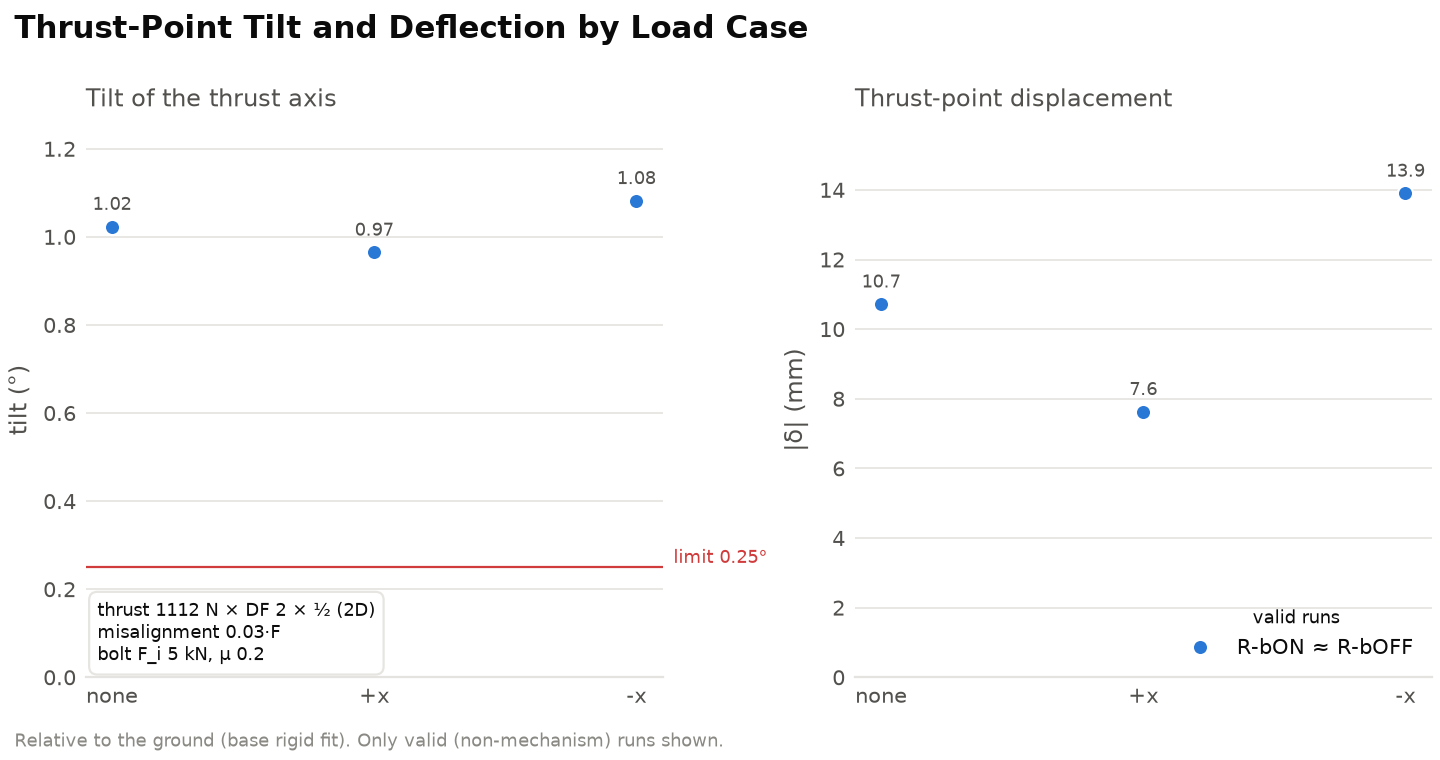 Thrust-Point Tilt and Deflection by Load Case
Tilt of the thrust axis
1.2
1.0
0.8
0.6
0.4
0.2
0.0
tilt (°)
1.02
0.97
1.08
limit 0.25°
thrust 1112 N × DF 2 × ½ (2D)
misalignment 0.03·F
bolt F_i 5 kN, μ 0.2
none
+x
-x
Thrust-point displacement
14
12
10
8
6
4
2
0
|δ| (mm)
10.7
7.6
13.9
valid runs
R-bON ≈ R-bOFF
none
+x
-x
Relative to the ground (base rigid fit). Only valid (non-mechanism) runs shown.